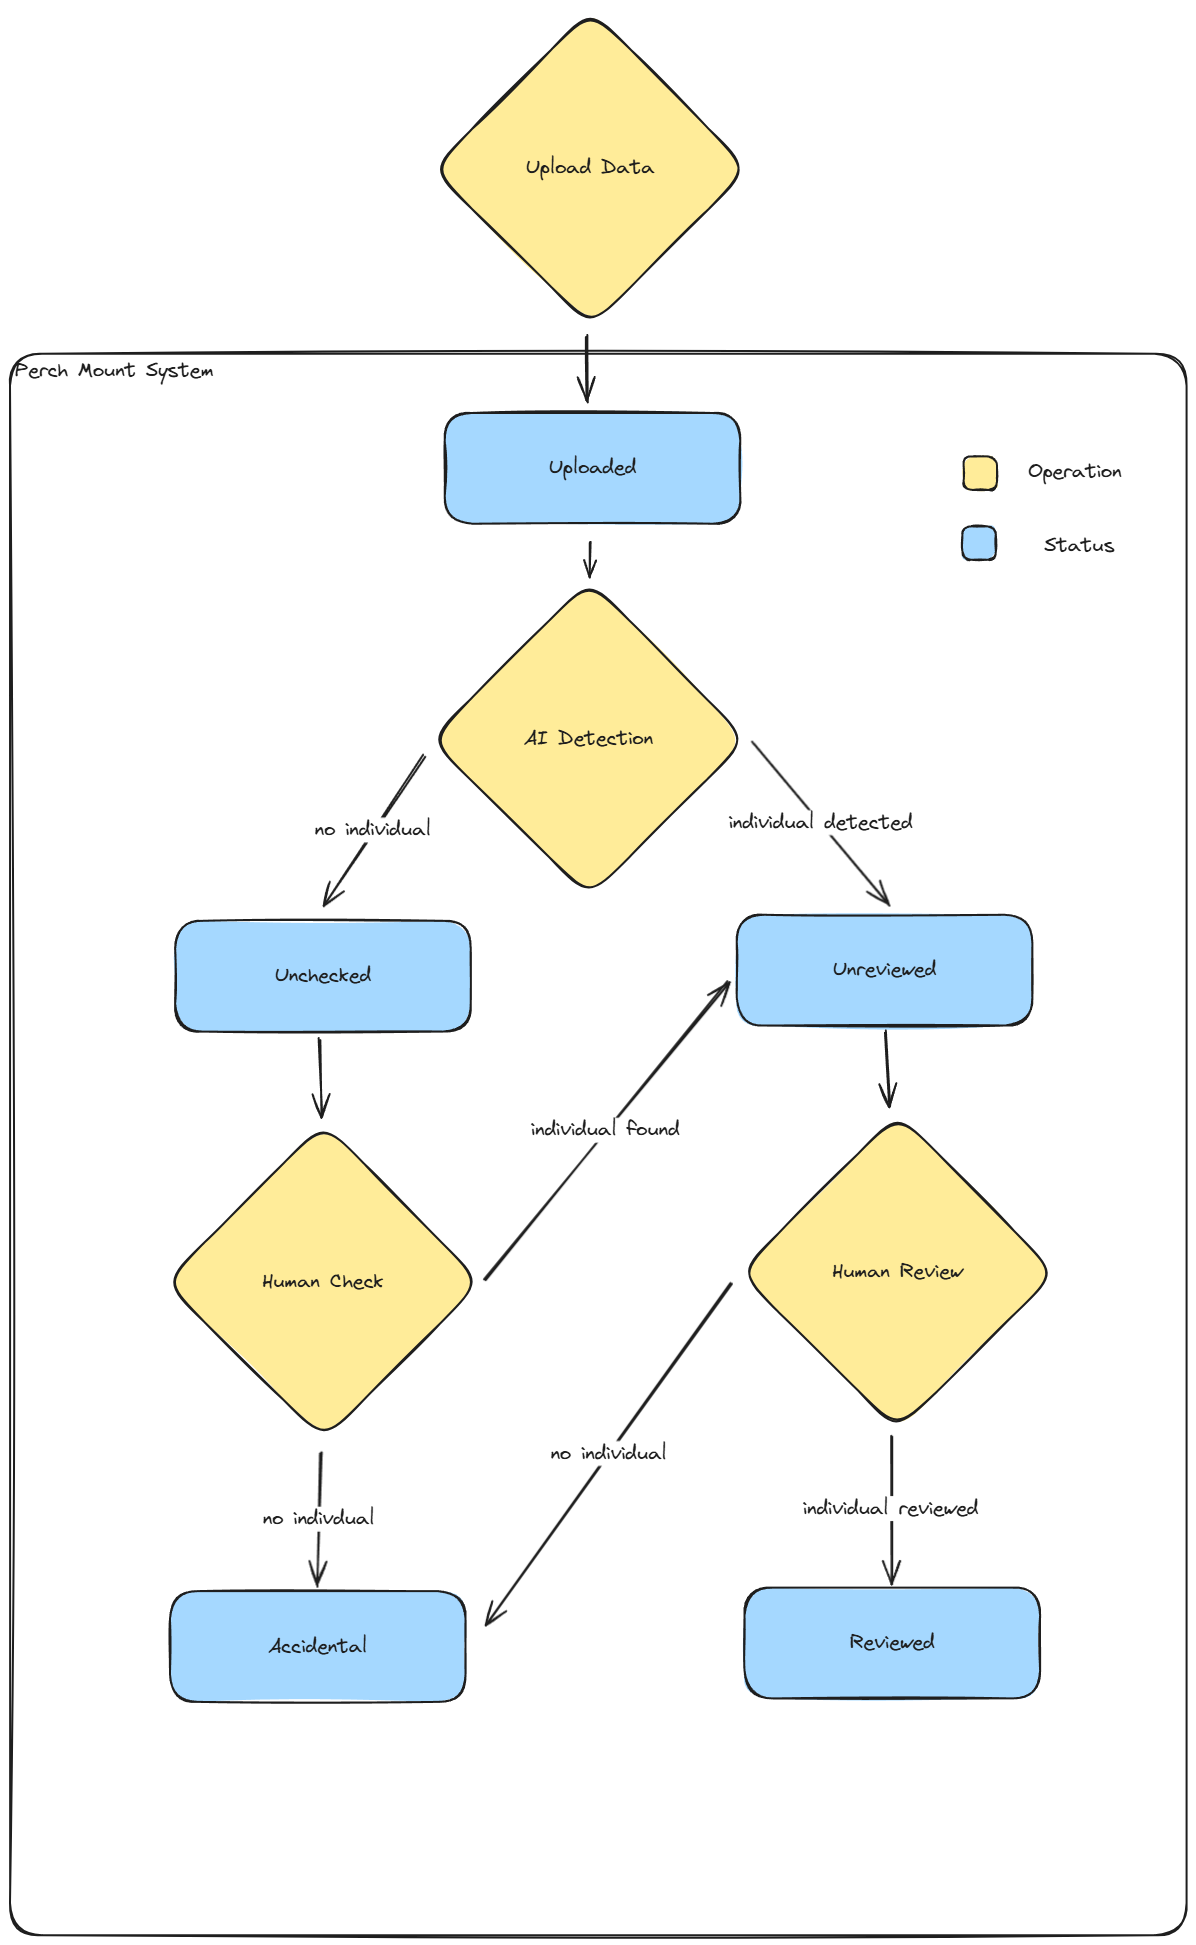 Upload Data
Perch Mount System
Uploaded
Operation
Status
AI Detection
no individual
individual detected
Unchecked
Unreviewed
individual found
Human Check
Human Review
no individual
no indivdual
individual reviewed
Accidental
Reviewed